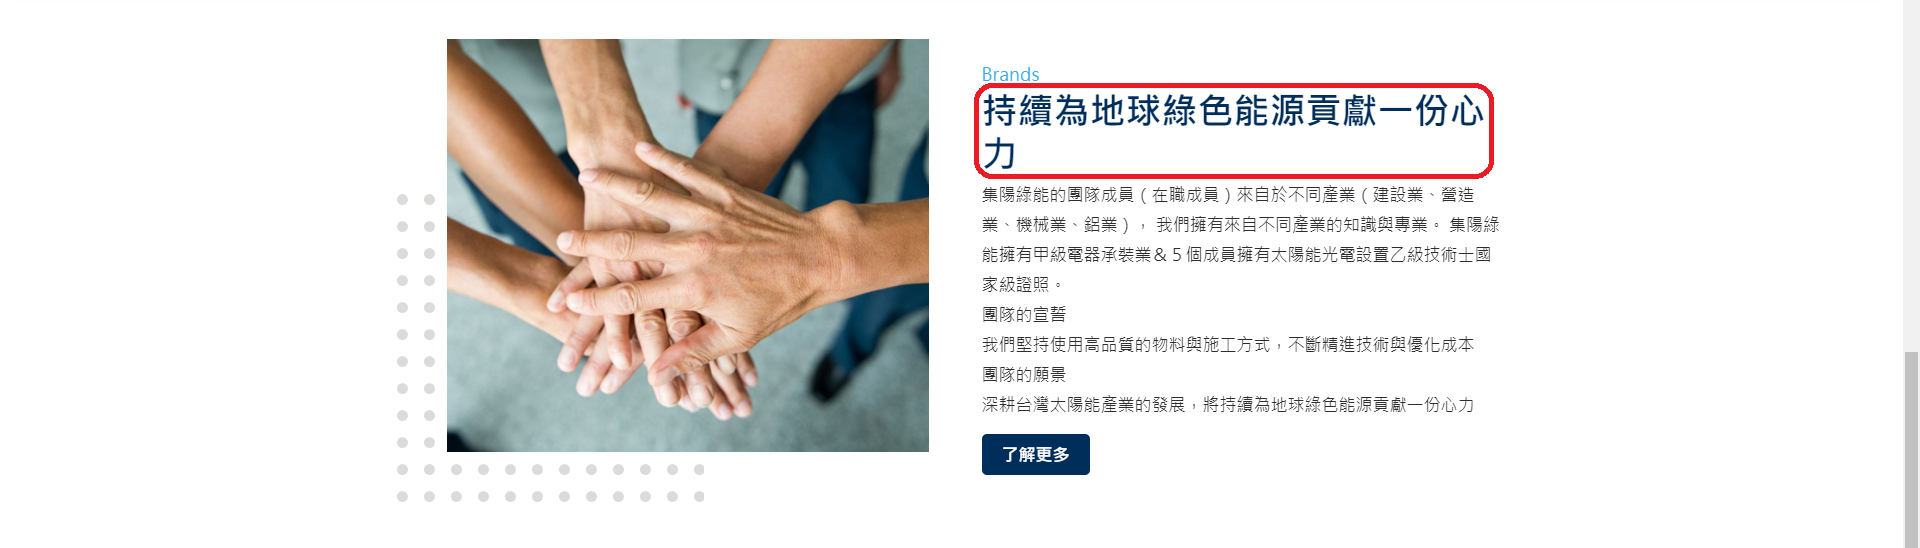 Brands
持續為地球綠色能源貢獻一份心
力
集陽綠能的團隊成員（在職成員）來自於不同產業（建設業、營造
業、機械業、鋁業），我們擁有來自不同產業的知識與專業。 集陽綠
能擁有甲級電器承裝業＆５個成員擁有太陽能光電設置乙級技術士國
家級證照。
團隊的宣誓
我們堅持使用高品質的物料與施工方式，不斷精進技術與優化成本
團隊的願景
深耕台灣太陽能產業的發展，將持續為地球綠色能源貢獻一份心力
了解更多